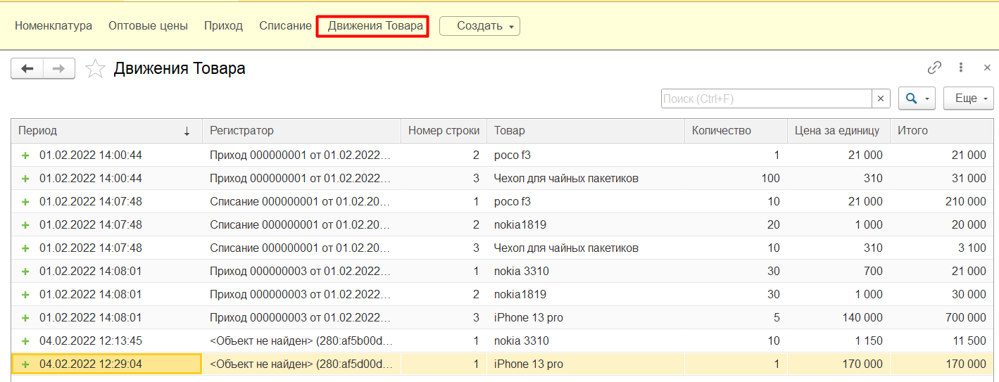 Номенклатура Оптовые цены Приход Списание Движения Товара Создать
Движения Товара
Поиск (Ctrl+F) Еще
Период Регистратор Номер строки Товар Количество Цена за единицу Итого
01.02.2022 14:00:44 Приход 000000001 от 01.02.2022... 2 poco f3 1 21 000 21 000
01.02.2022 14:00:44 Приход 000000001 от 01.02.2022... 3 Чехол для чайных пакетиков 100 310 31 000
01.02.2022 14:07:48 Списание 000000001 от 01.02.20... 1 poco f3 10 21 000 210 000
01.02.2022 14:07:48 Списание 000000001 от 01.02.20... 2 nokia1819 20 1 000 20 000
01.02.2022 14:07:48 Списание 000000001 от 01.02.20... 3 Чехол для чайных пакетиков 10 310 3 100
01.02.2022 14:08:01 Приход 000000003 от 01.02.2022... 1 nokia 3310 30 700 21 000
01.02.2022 14:08:01 Приход 000000003 от 01.02.2022... 2 nokia1819 30 1 000 30 000
01.02.2022 14:08:01 Приход 000000003 от 01.02.2022... 3 iPhone 13 pro 5 140 000 700 000
04.02.2022 12:13:45 <Объект не найден> (280:af5b00d... 1 nokia 3310 10 1 150 11 500
04.02.2022 12:29:04 <Объект не найден> (280:af5d00d... 1 iPhone 13 pro 1 170 000 170 000